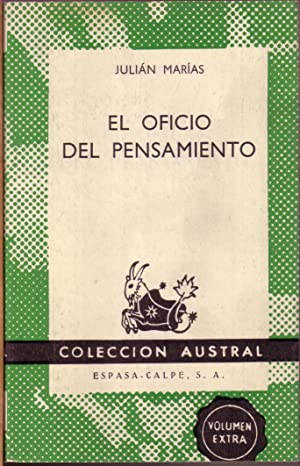 JULIÁN MARÍAS
EL OFICIO
DEL PENSAMIENTO
COLECCION AUSTRAL
ESPASA-CALPE, S. A.
VOLUMEN
EXTRA